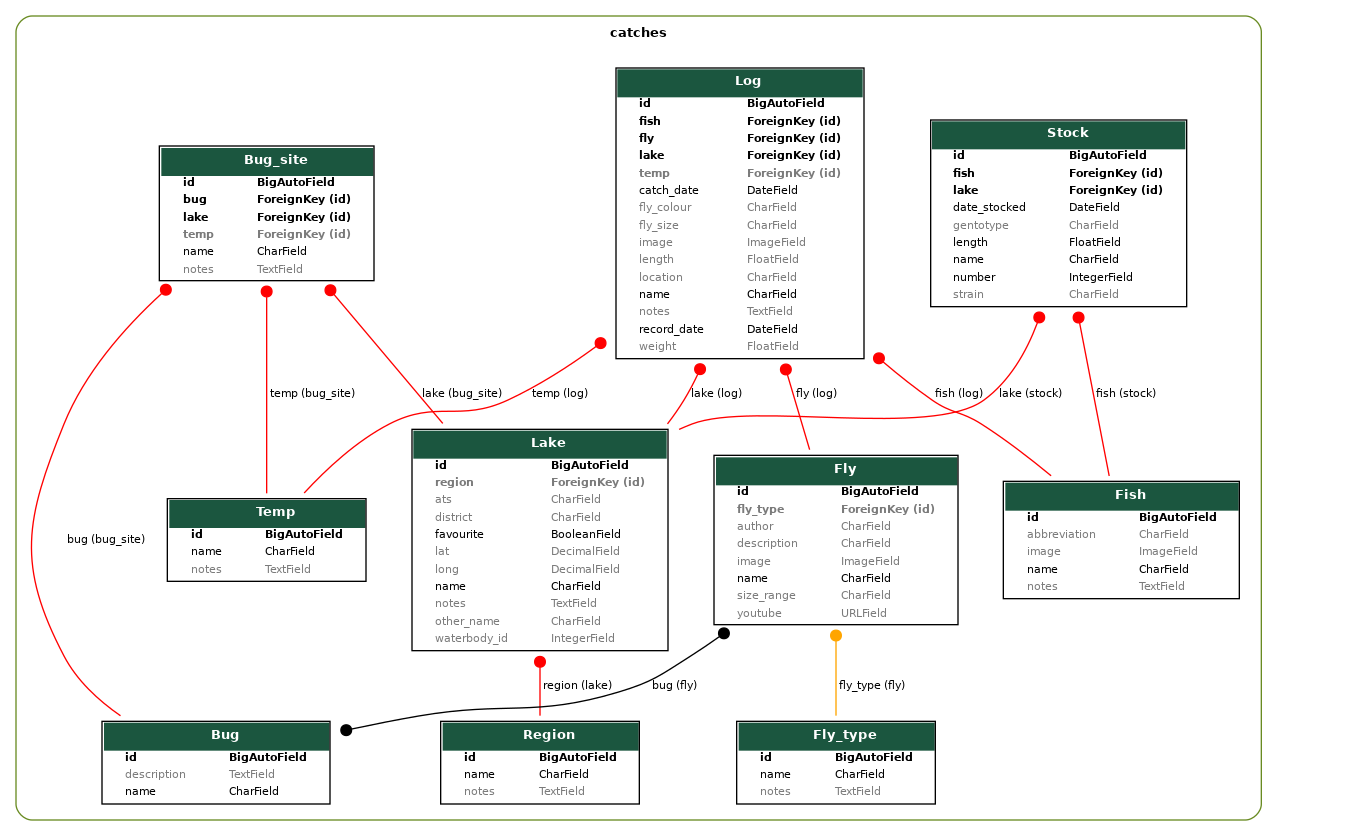 catches
Log
id BigAutoField
fish ForeignKey (id)
fly ForeignKey (id)
lake ForeignKey (id)
temp ForeignKey (id)
catch_date DateField
fly_colour CharField
fly_size CharField
image ImageField
length FloatField
location CharField
name CharField
notes TextField
record_date DateField
weight FloatField
Stock
id BigAutoField
fish ForeignKey (id)
lake ForeignKey (id)
date_stocked DateField
gentotype CharField
length FloatField
name CharField
number IntegerField
strain CharField
Bug_site
id BigAutoField
bug ForeignKey (id)
lake ForeignKey (id)
temp ForeignKey (id)
name CharField
notes TextField
temp (bug_site)
lake (bug_site)
temp (log)
lake (log)
fly (log)
fish (log)
lake (stock)
fish (stock)
Lake
id BigAutoField
region ForeignKey (id)
ats CharField
district CharField
favourite BooleanField
lat DecimalField
long DecimalField
name CharField
notes TextField
other_name CharField
waterbody_id IntegerField
Fly
id BigAutoField
fly_type ForeignKey (id)
author CharField
description CharField
image ImageField
name CharField
size_range CharField
youtube URLField
Fish
id BigAutoField
abbreviation CharField
image ImageField
name CharField
notes TextField
Temp
id BigAutoField
name CharField
notes TextField
bug (bug_site)
region (lake)
bug (fly)
fly_type (fly)
Bug
id BigAutoField
description TextField
name CharField
Region
id BigAutoField
name CharField
notes TextField
Fly_type
id BigAutoField
name CharField
notes TextField